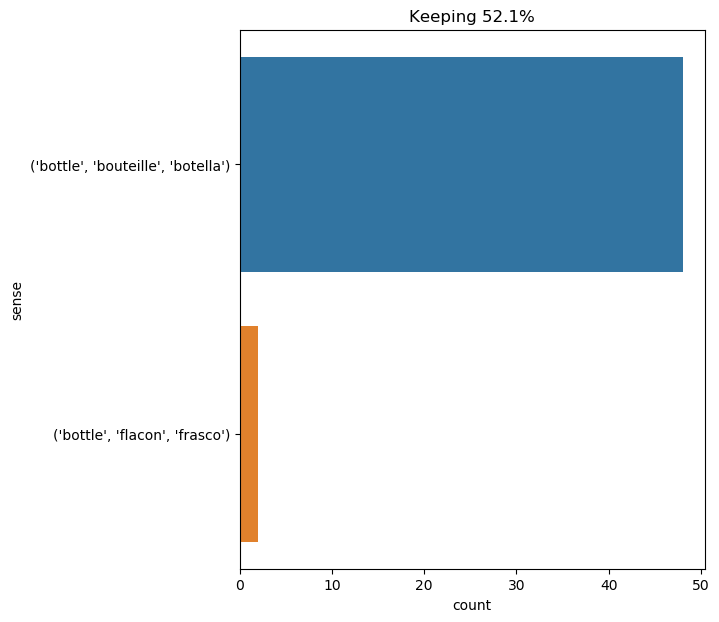 Keeping 52.1%
('bottle', 'bouteille', 'botella')
sense
('bottle', 'flacon', 'frasco')
0 10 20 30 40 50
count